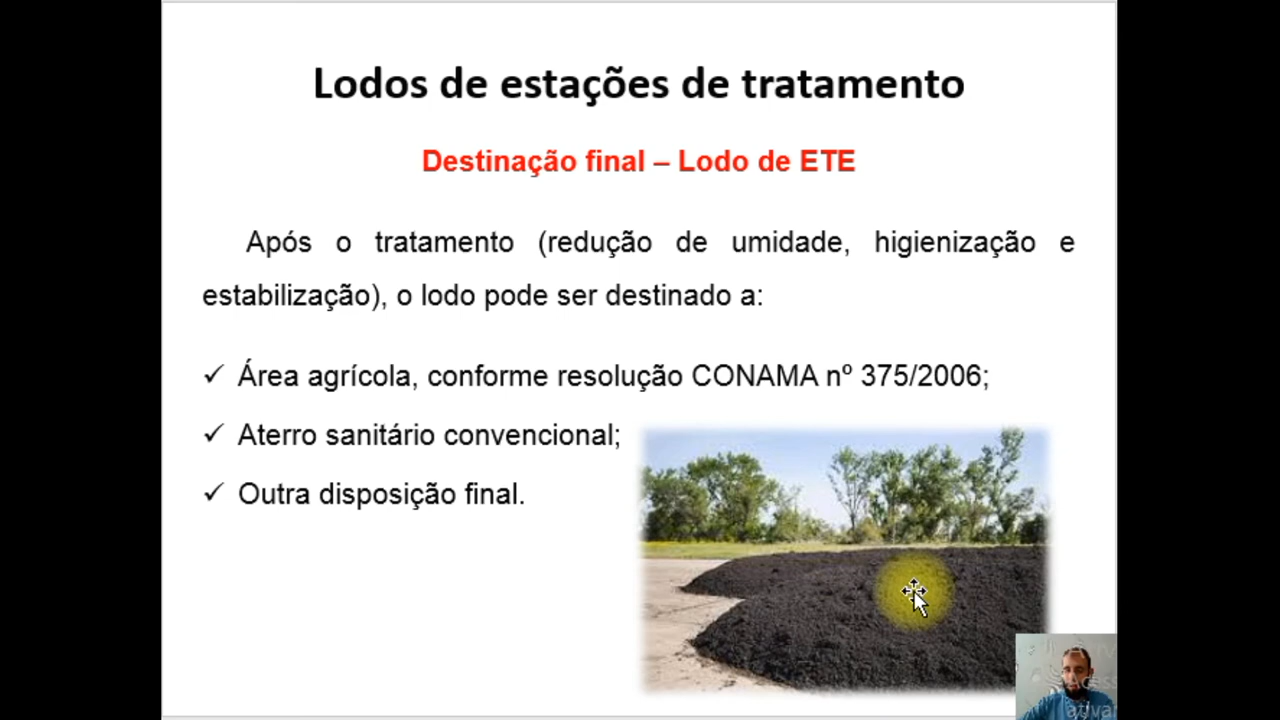 Lodos de estações de tratamento
Destinação final – Lodo de ETE
Após o tratamento (redução de umidade, higienização e
estabilização), o lodo pode ser destinado a:
✓ Área agrícola, conforme resolução CONAMA nº 375/2006;
✓ Aterro sanitário convencional;
✓ Outra disposição final.